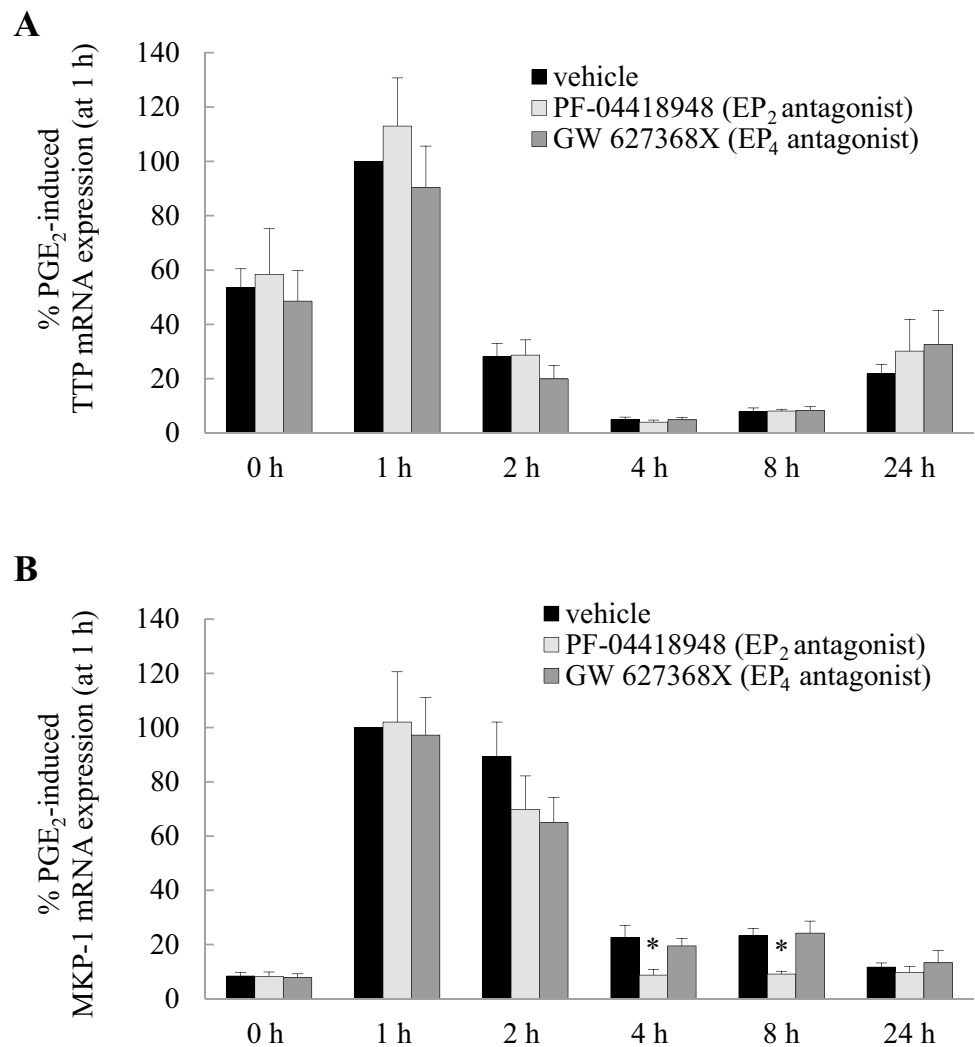 A
% PGE2-induced
TTP mRNA expression (at 1 h)
140
120
100
80
60
40
20
0
vehicle
PF-04418948 (EP2 antagonist)
GW 627368X (EP4 antagonist)
0 h 1 h 2 h 4 h 8 h 24 h
B
% PGE2-induced
MKP-1 mRNA expression (at 1 h)
140
120
100
80
60
40
20
0
vehicle
PF-04418948 (EP2 antagonist)
GW 627368X (EP4 antagonist)
* *
0 h 1 h 2 h 4 h 8 h 24 h